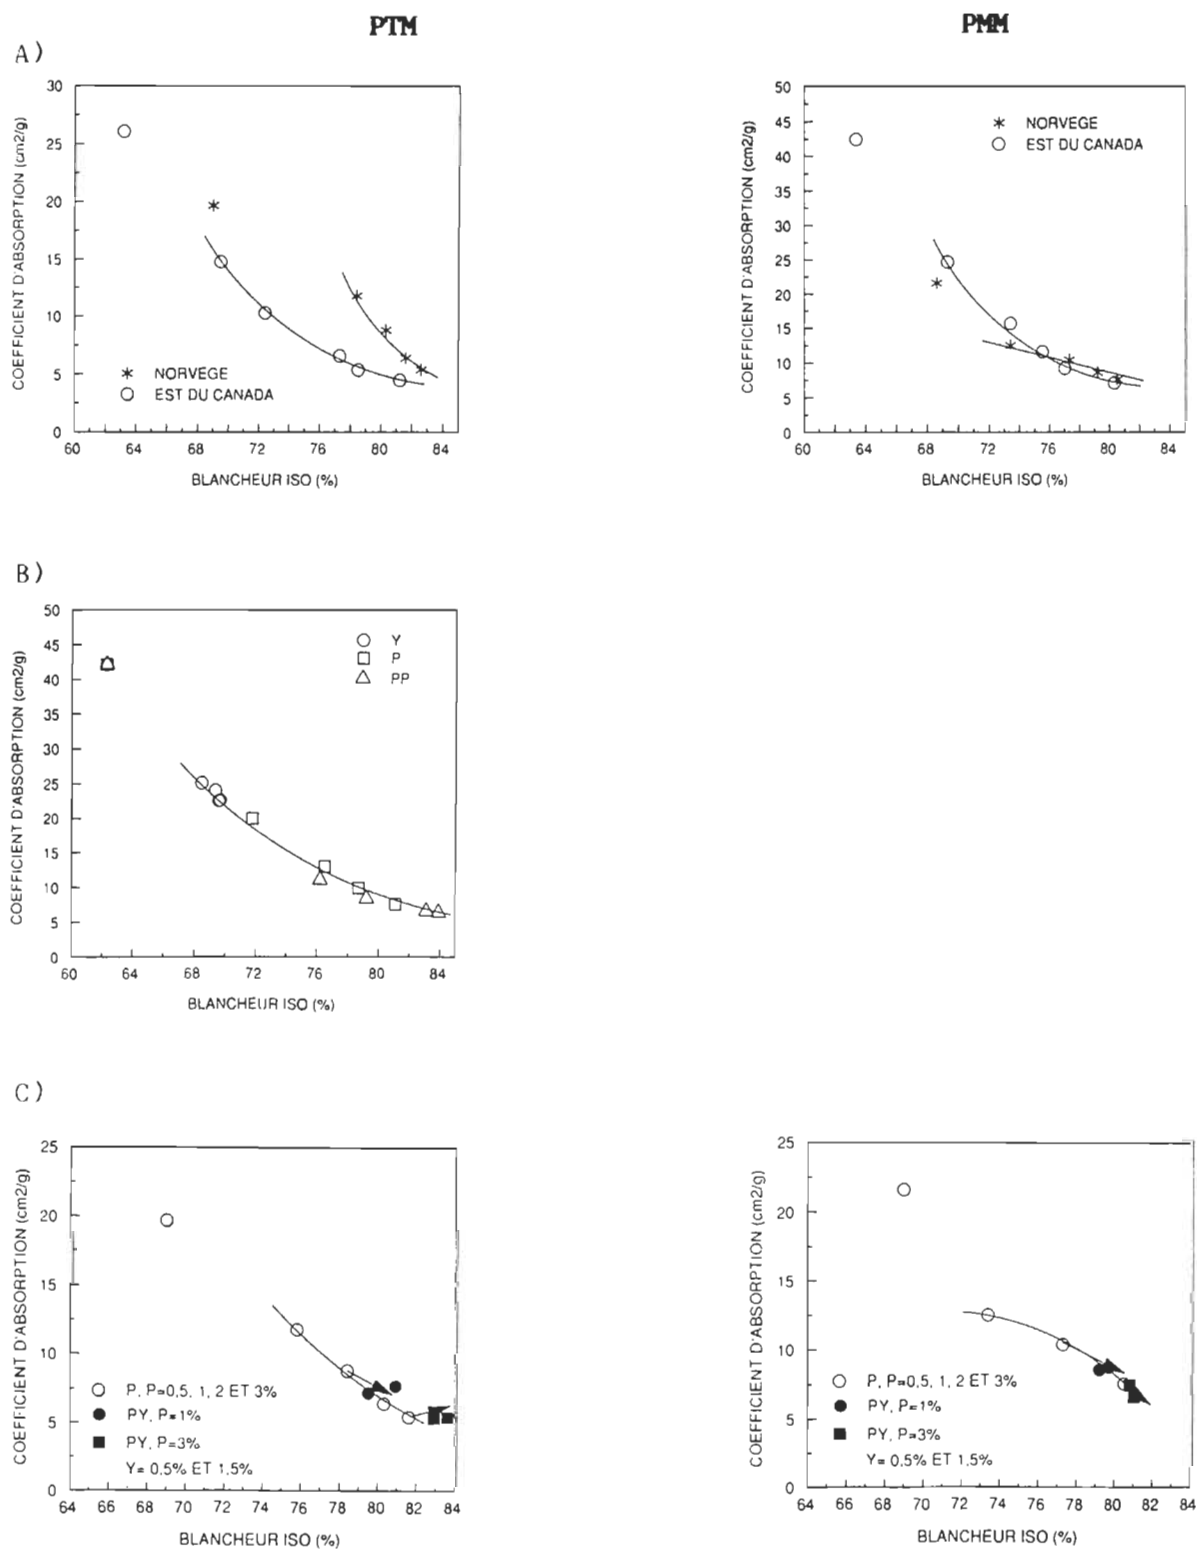 PTM
PMM
A)
30
25
20
15
10
5
0
COEFFICIENT D'ABSORPTION (cm2/g)
NORVEGE
EST DU CANADA
60 64 68 72 76 80 84
BLANCHEUR ISO (%)
50
45
40
35
30
25
20
15
10
5
0
COEFFICIENT D'ABSORPTION (cm2/g)
NORVEGE
EST DU CANADA
60 64 68 72 76 80 84
BLANCHEUR ISO (%)
B)
50
45
40
35
30
25
20
15
10
5
0
COEFFICIENT D'ABSORPTION (cm2/g)
Y
P
PP
60 64 68 72 76 80 84
BLANCHEUR ISO (%)
C)
25
20
15
10
5
0
COEFFICIENT D'ABSORPTION (cm2/g)
P, P=0.5, 1, 2 ET 3%
PY, P=1%
PY, P=3%
Y= 0.5% ET 1.5%
64 66 68 70 72 74 76 78 80 82 84
BLANCHEUR ISO (%)
25
20
15
10
5
0
COEFFICIENT D'ABSORPTION (cm2/g)
P, P=0.5, 1, 2 ET 3%
PY, P=1%
PY, P=3%
Y= 0.5% ET 1.5%
64 66 68 70 72 74 76 78 80 82 84
BLANCHEUR ISO (%)